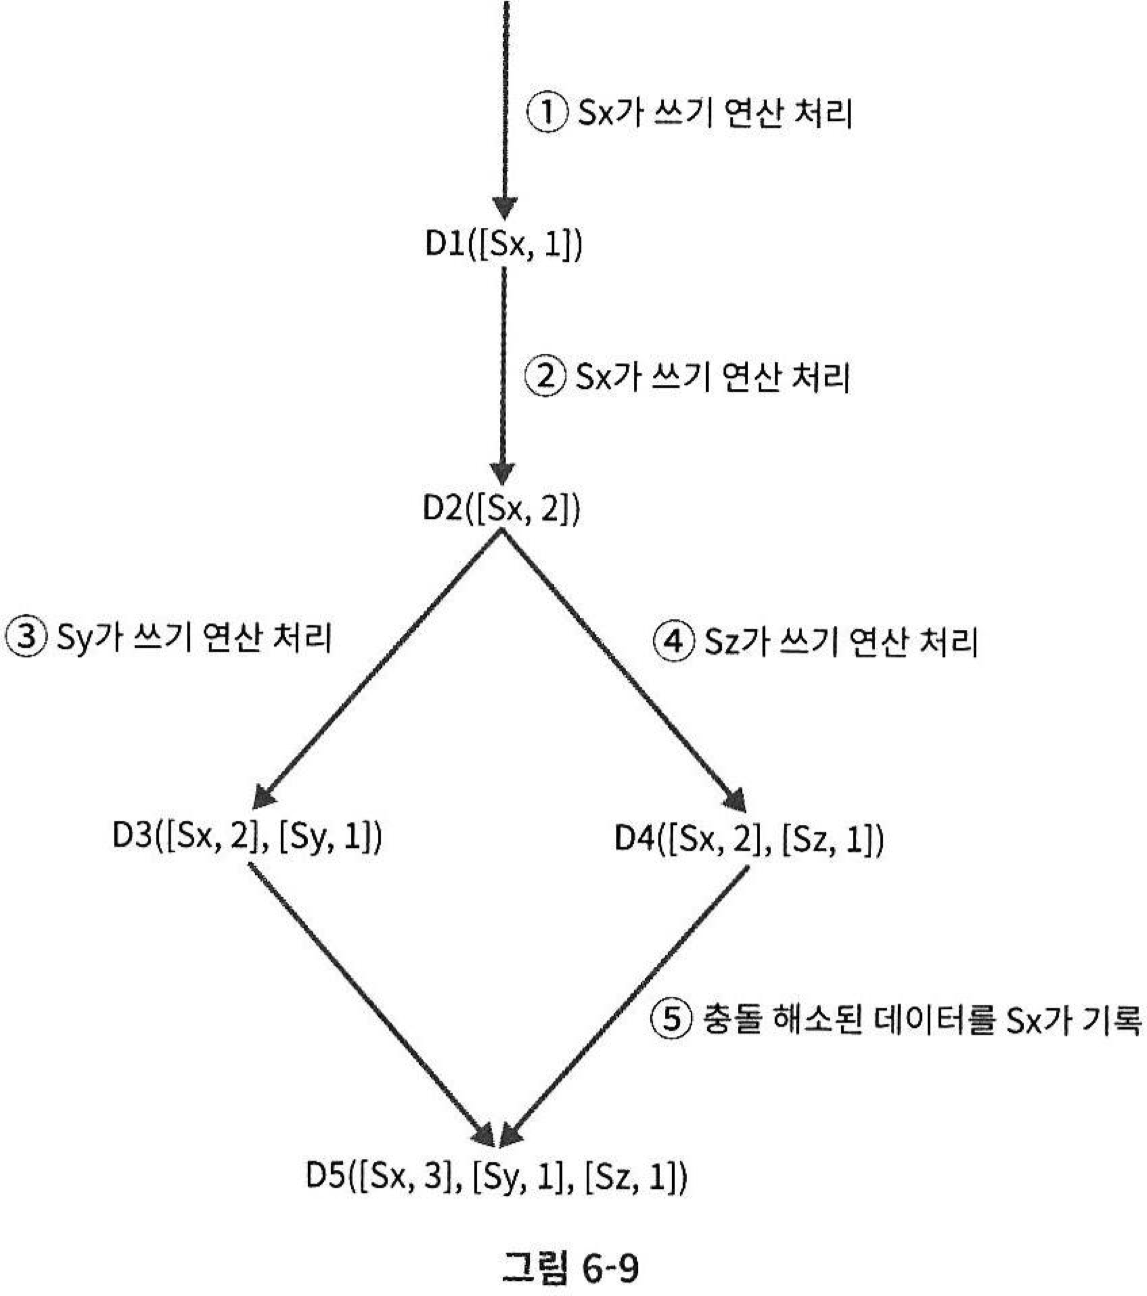 ① Sx가 쓰기 연산 처리
D1([Sx, 1])
② Sx가 쓰기 연산 처리
D2([Sx, 2])
③ Sy가 쓰기 연산 처리
④ Sz가 쓰기 연산 처리
D3([Sx, 2], [Sy, 1])
D4([Sx, 2], [Sz, 1])
⑤ 충돌 해소된 데이터를 Sx가 기록
D5([Sx, 3], [Sy, 1], [Sz, 1])
그림 6-9